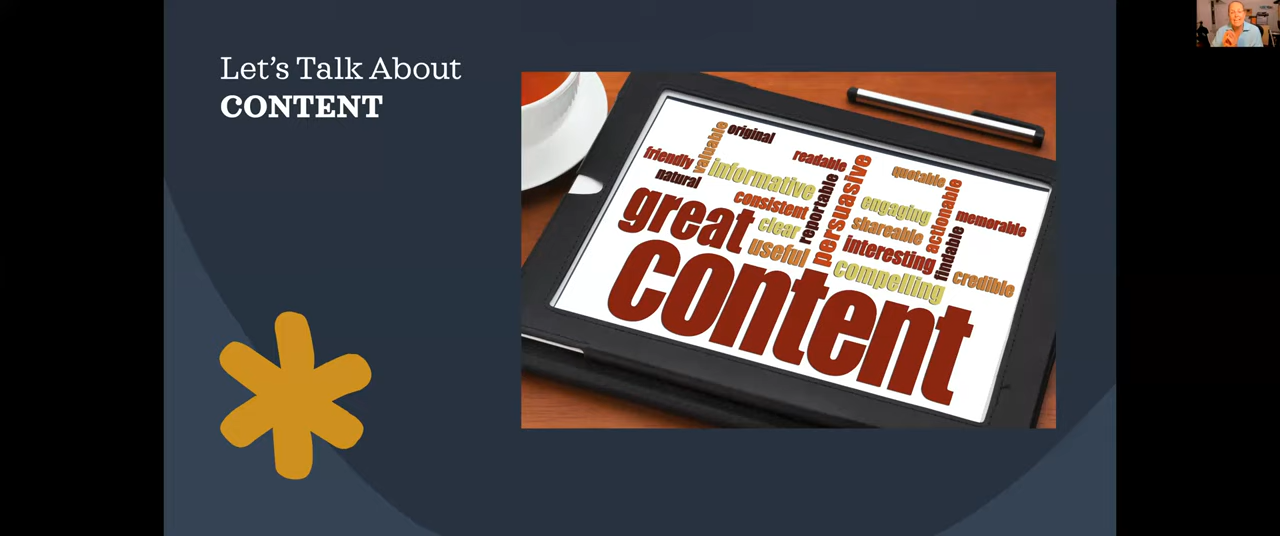 Let's Talk About
CONTENT
original
valuable
friendly
natural
informative
readable
quotable
persuasive
reportable
consistent
great
clear
useful
engaging
shareable
actionable
memorable
interesting
findable
compelling
credible
content